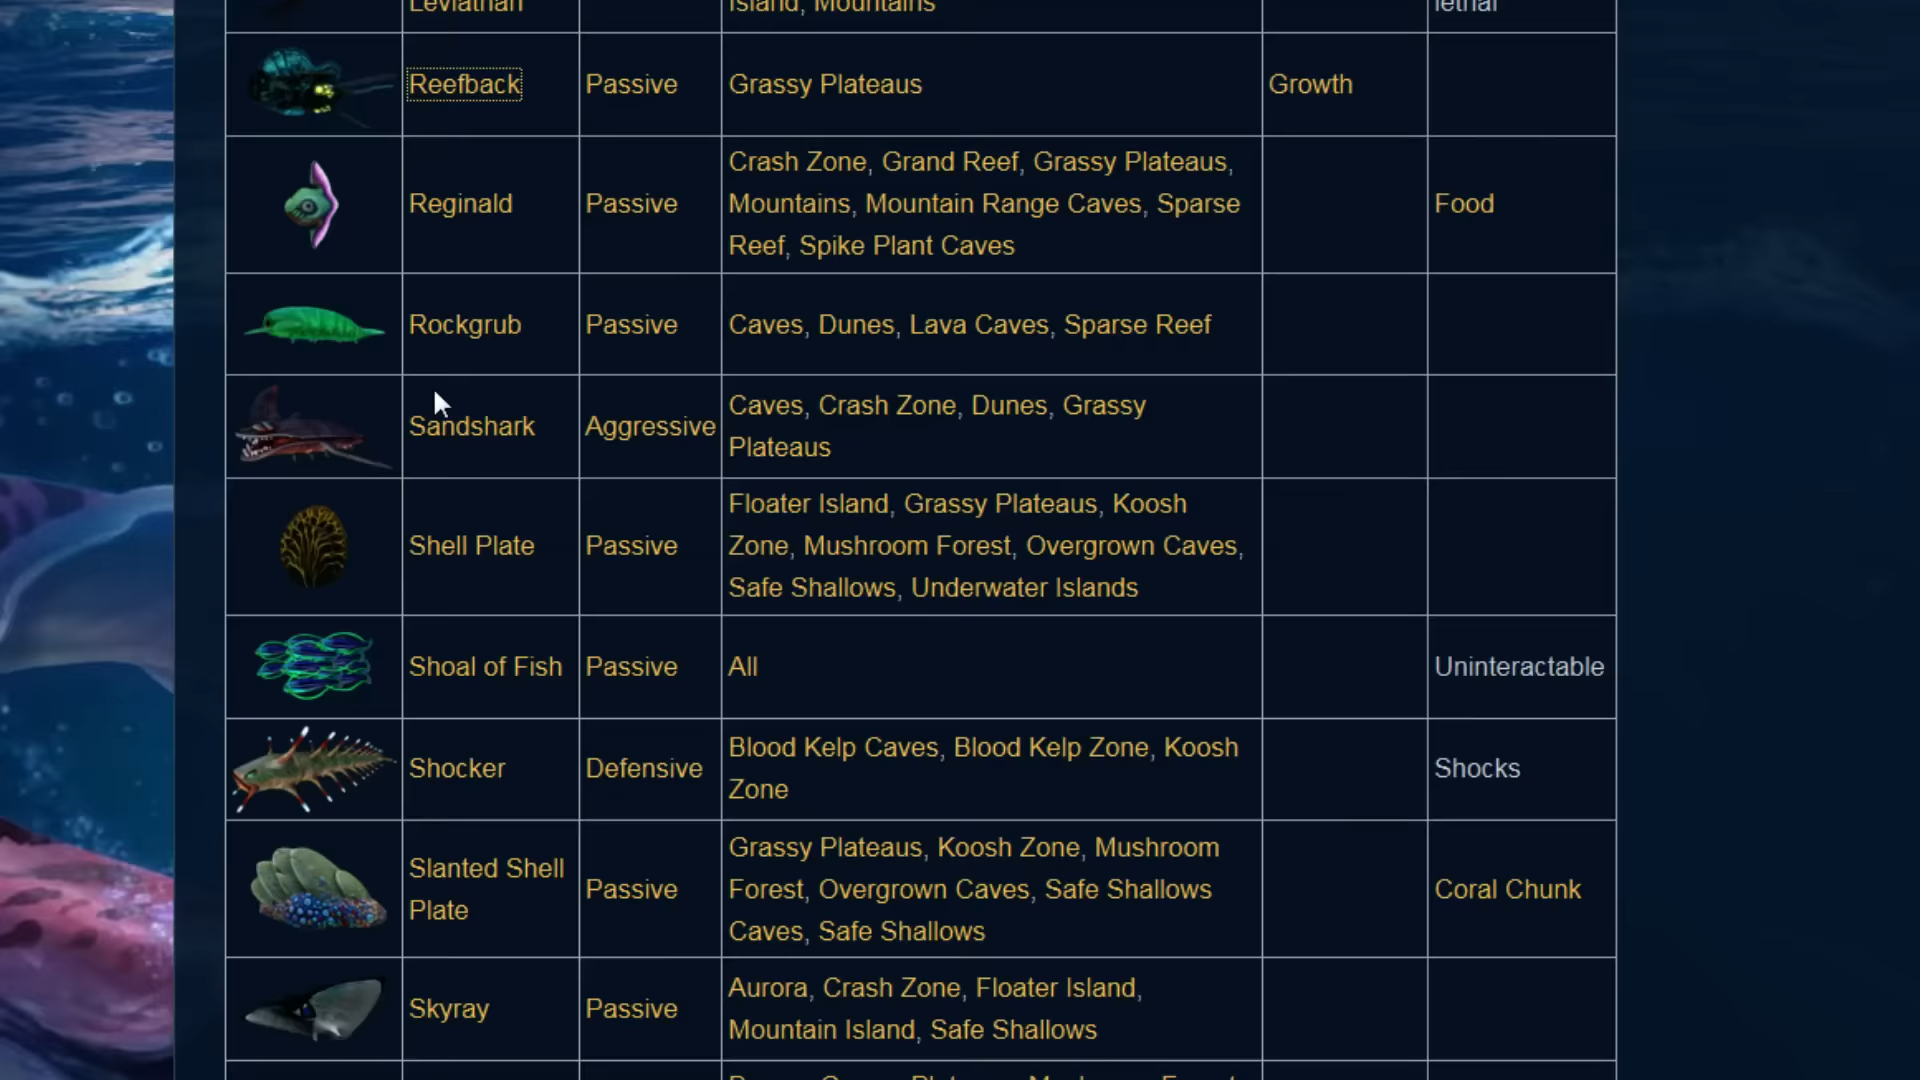 Leviathan
Island, Mountains
lethal
Reefback
Passive
Grassy Plateaus
Growth
Reginald
Passive
Crash Zone, Grand Reef, Grassy Plateaus,
Mountains, Mountain Range Caves, Sparse
Reef, Spike Plant Caves
Food
Rockgrub
Passive
Caves, Dunes, Lava Caves, Sparse Reef
Sandshark
Aggressive
Caves, Crash Zone, Dunes, Grassy
Plateaus
Shell Plate
Passive
Floater Island, Grassy Plateaus, Koosh
Zone, Mushroom Forest, Overgrown Caves,
Safe Shallows, Underwater Islands
Shoal of Fish
Passive
All
Uninteractable
Shocker
Defensive
Blood Kelp Caves, Blood Kelp Zone, Koosh
Zone
Shocks
Slanted Shell
Plate
Passive
Grassy Plateaus, Koosh Zone, Mushroom
Forest, Overgrown Caves, Safe Shallows
Caves, Safe Shallows
Coral Chunk
Skyray
Passive
Aurora, Crash Zone, Floater Island,
Mountain Island, Safe Shallows